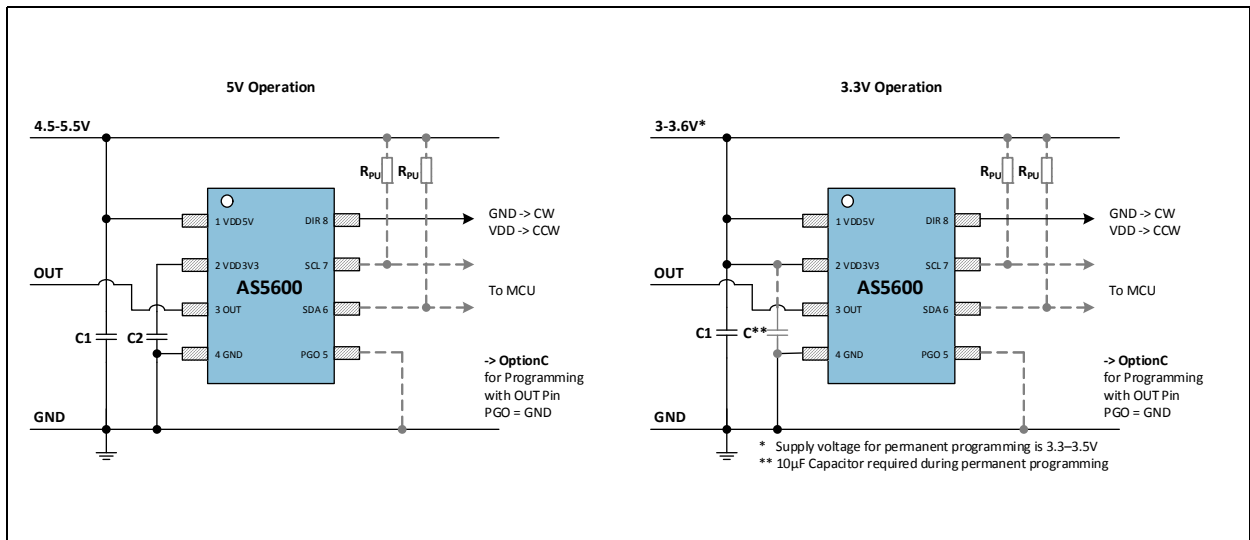 5V Operation
4.5-5.5V
RPU RPU
1 VDD5V
DIR 8
GND -> CW
VDD -> CCW
2 VDD3V3
SCL 7
OUT
AS5600
To MCU
3 OUT
SDA 6
C1
C2
4 GND
PGO 5
-> OptionC
for Programming
with OUT Pin
PGO = GND
GND
3.3V Operation
3-3.6V*
RPU RPU
1 VDD5V
DIR 8
GND -> CW
VDD -> CCW
2 VDD3V3
SCL 7
OUT
AS5600
To MCU
3 OUT
SDA 6
C1
C**
4 GND
PGO 5
-> OptionC
for Programming
with OUT Pin
PGO = GND
GND
* Supply voltage for permanent programming is 3.3–3.5V
** 10µF Capacitor required during permanent programming